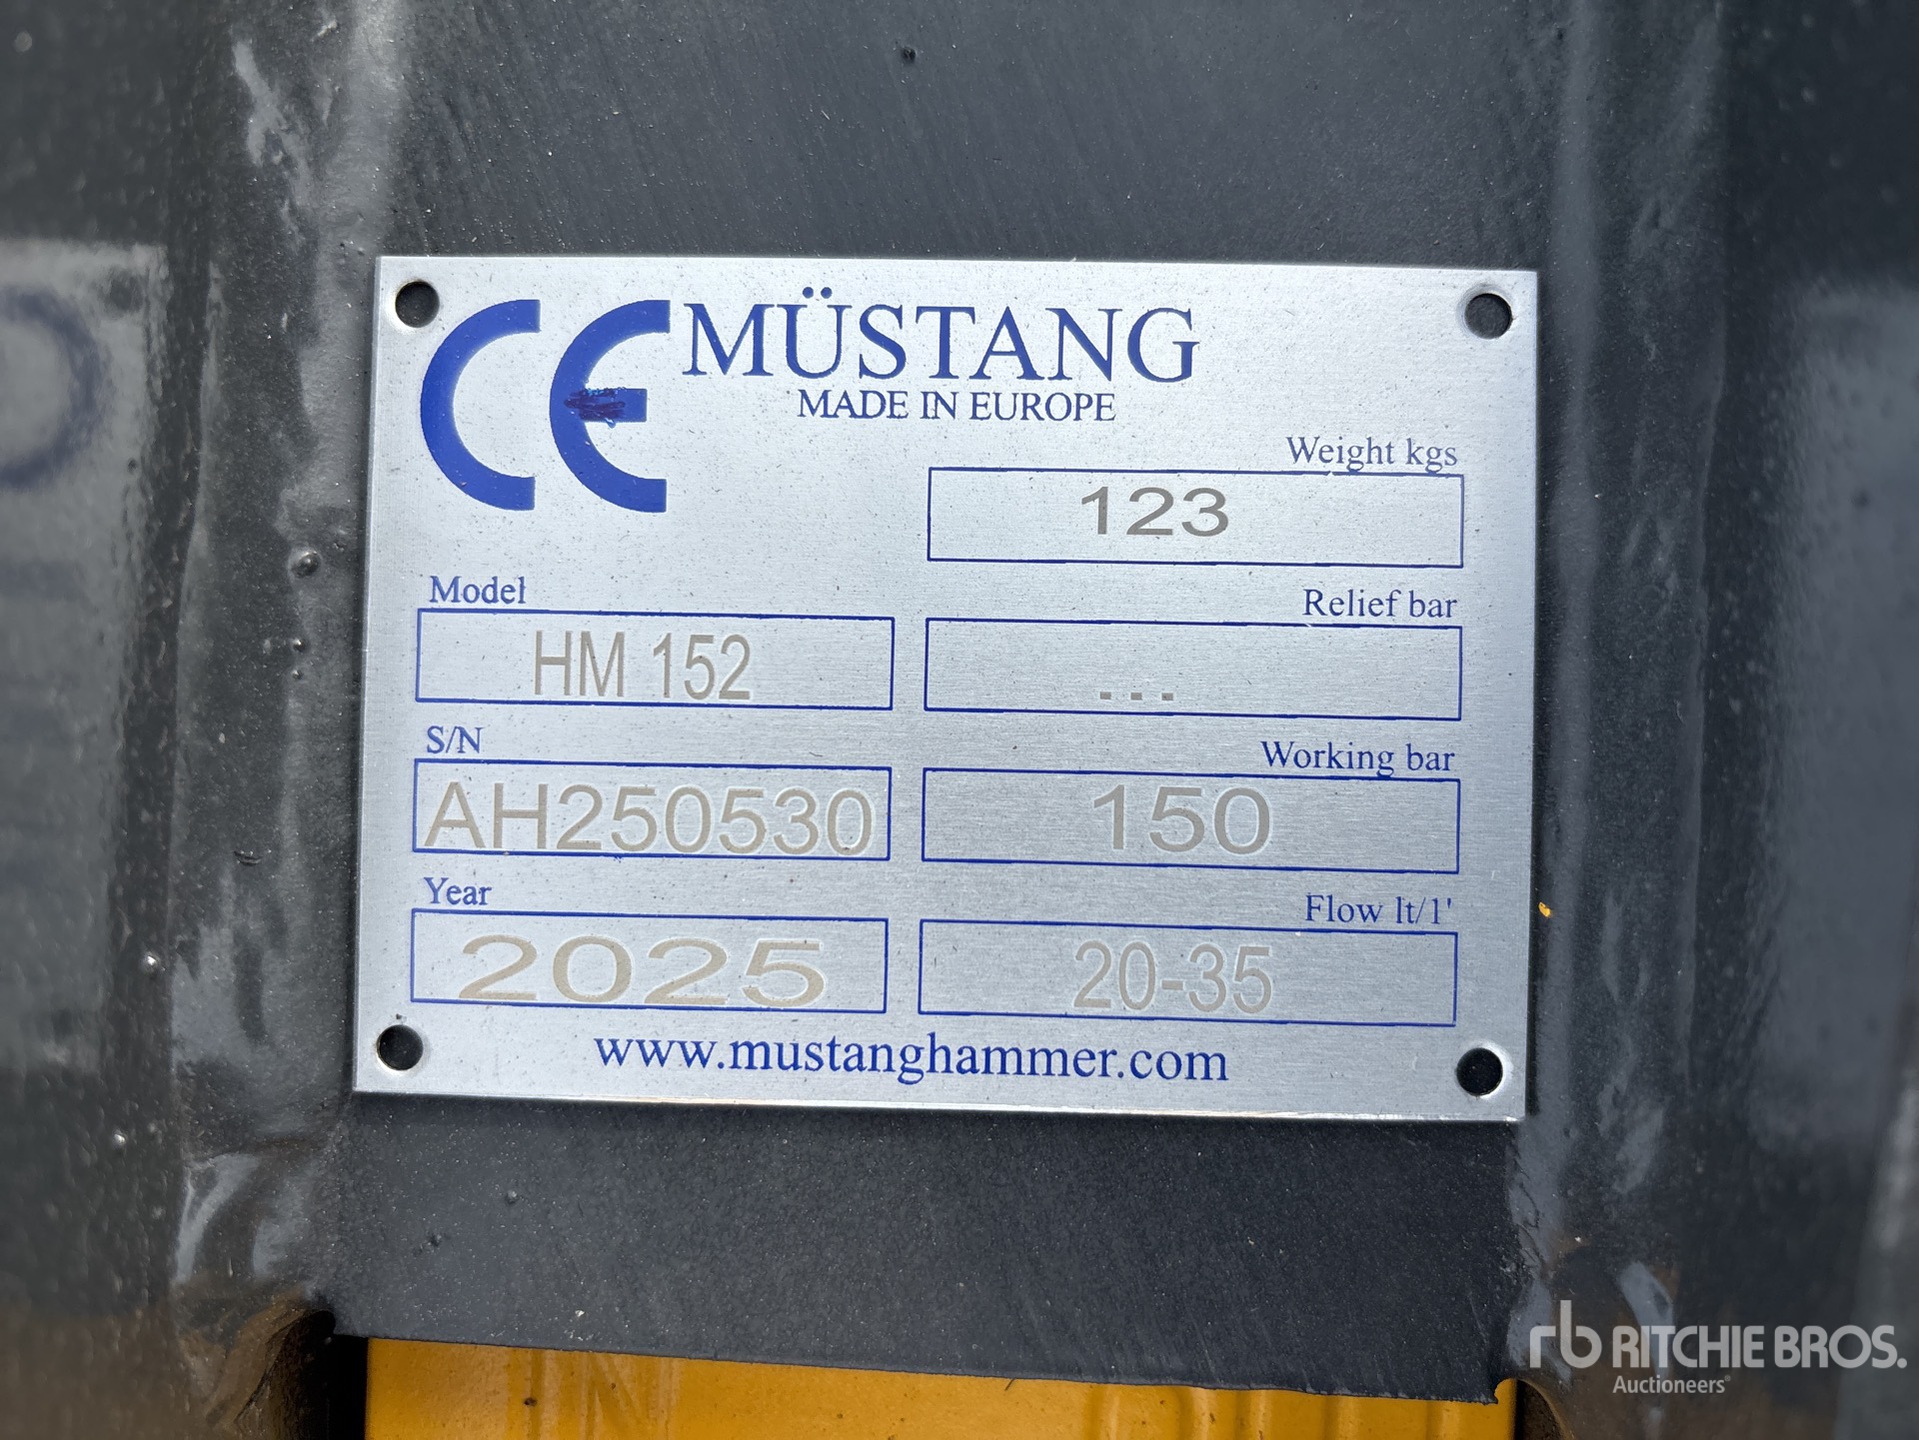 CE MÜSTANG
MADE IN EUROPE
Weight kgs
123
Model
HM 152
Relief bar
...
S/N
AH250530
Working bar
150
Year
2025
Flow lt/1'
20-35
www.mustanghammer.com
rb RITCHIE BROS.
Auctioneers